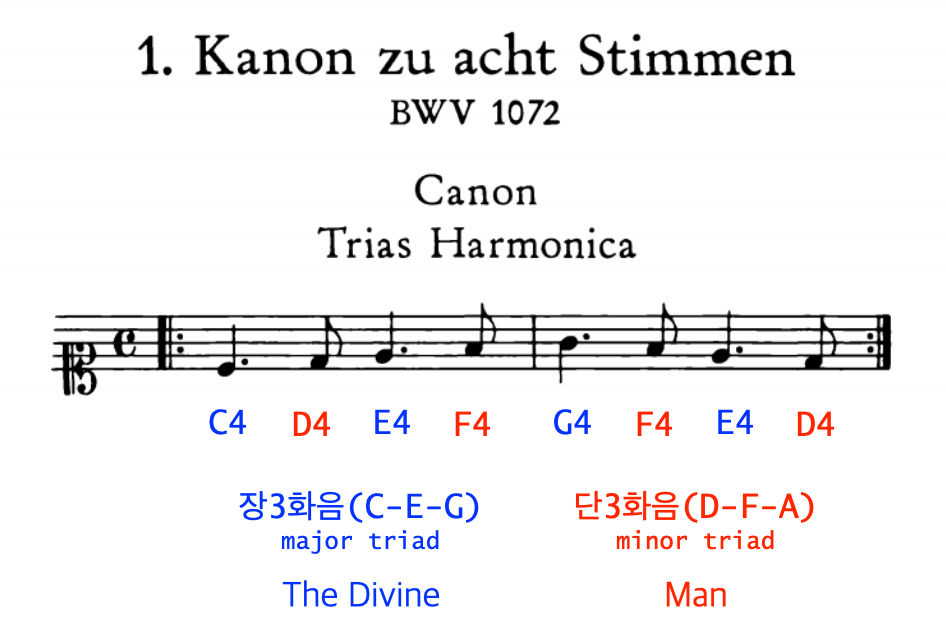 1. Kanon zu acht Stimmen
BWV 1072
Canon
Trias Harmonica
C4 D4 E4 F4 G4 F4 E4 D4
장3화음(C-E-G) 단3화음(D-F-A)
major triad minor triad
The Divine Man